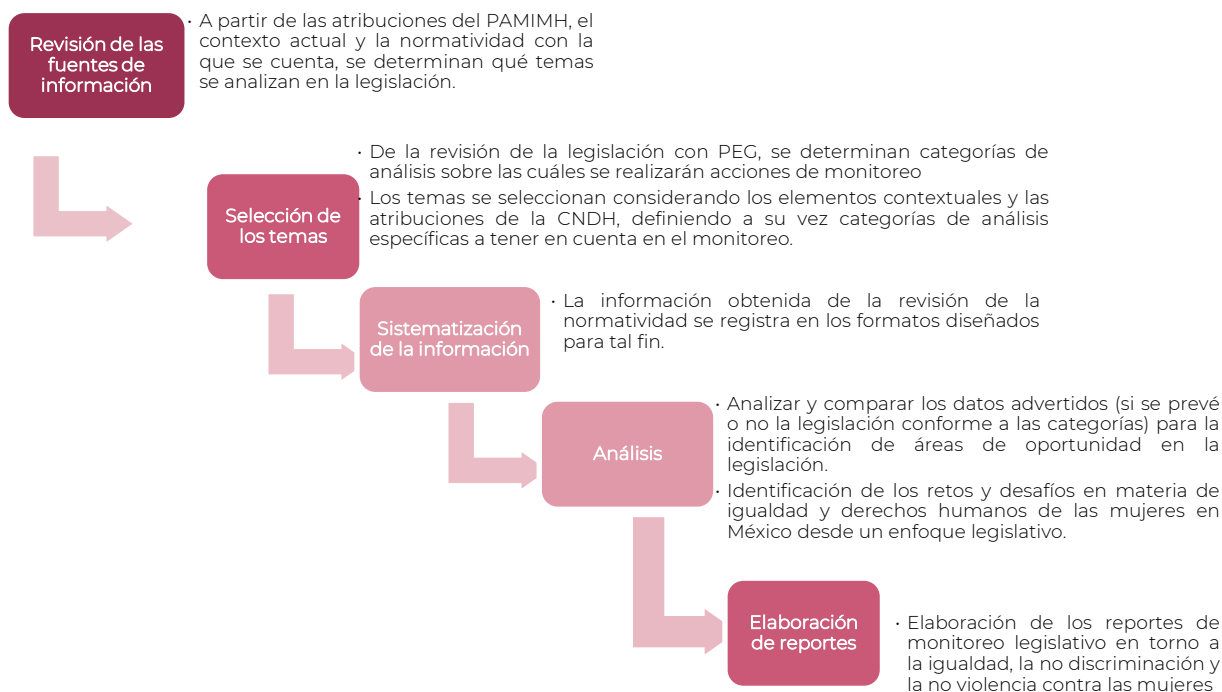 Revisión de las
fuentes de
información
· A partir de las atribuciones del PAMIMH, el
contexto actual y la normatividad con la
que se cuenta, se determinan qué temas
se analizan en la legislación.
Selección de
los temas
· De la revisión de la legislación con PEG, se determinan categorías de
análisis sobre las cuáles se realizarán acciones de monitoreo
· Los temas se seleccionan considerando los elementos contextuales y las
atribuciones de la CNDH, definiendo a su vez categorías de análisis
específicas a tener en cuenta en el monitoreo.
Sistematización
de la información
· La información obtenida de la revisión de la
normatividad se registra en los formatos diseñados
para tal fin.
Análisis
· Analizar y comparar los datos advertidos (si se prevé
o no la legislación conforme a las categorías) para la
identificación de áreas de oportunidad en la
legislación.
· Identificación de los retos y desafíos en materia de
igualdad y derechos humanos de las mujeres en
México desde un enfoque legislativo.
Elaboración
de reportes
· Elaboración de los reportes de
monitoreo legislativo en torno a
la igualdad, la no discriminación y
la no violencia contra las mujeres